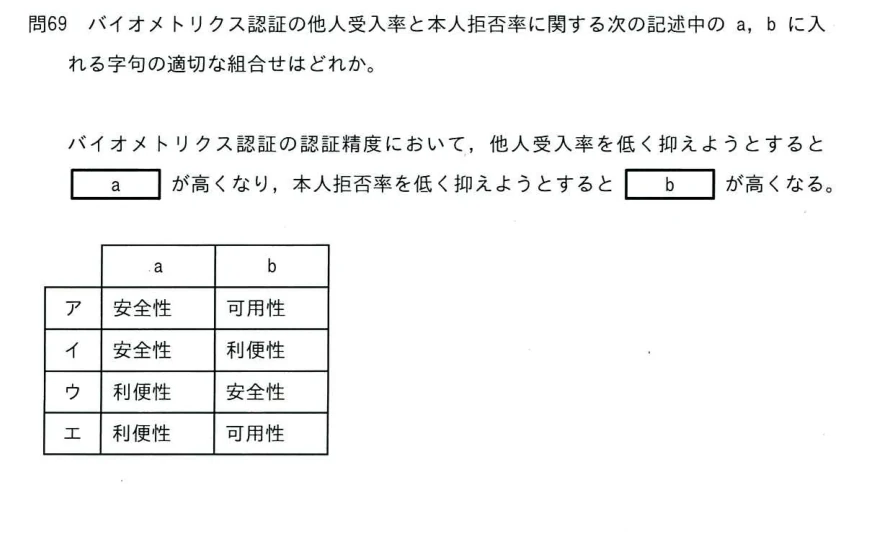 問69 バイオメトリクス認証の他人受入率と本人拒否率に関する次の記述中の a，b に入
れる字句の適切な組合せはどれか。
バイオメトリクス認証の認証精度において，他人受入率を低く抑えようとすると
a が高くなり，本人拒否率を低く抑えようとすると b が高くなる。
a b
ア 安全性 可用性
イ 安全性 利便性
ウ 利便性 安全性
エ 利便性 可用性